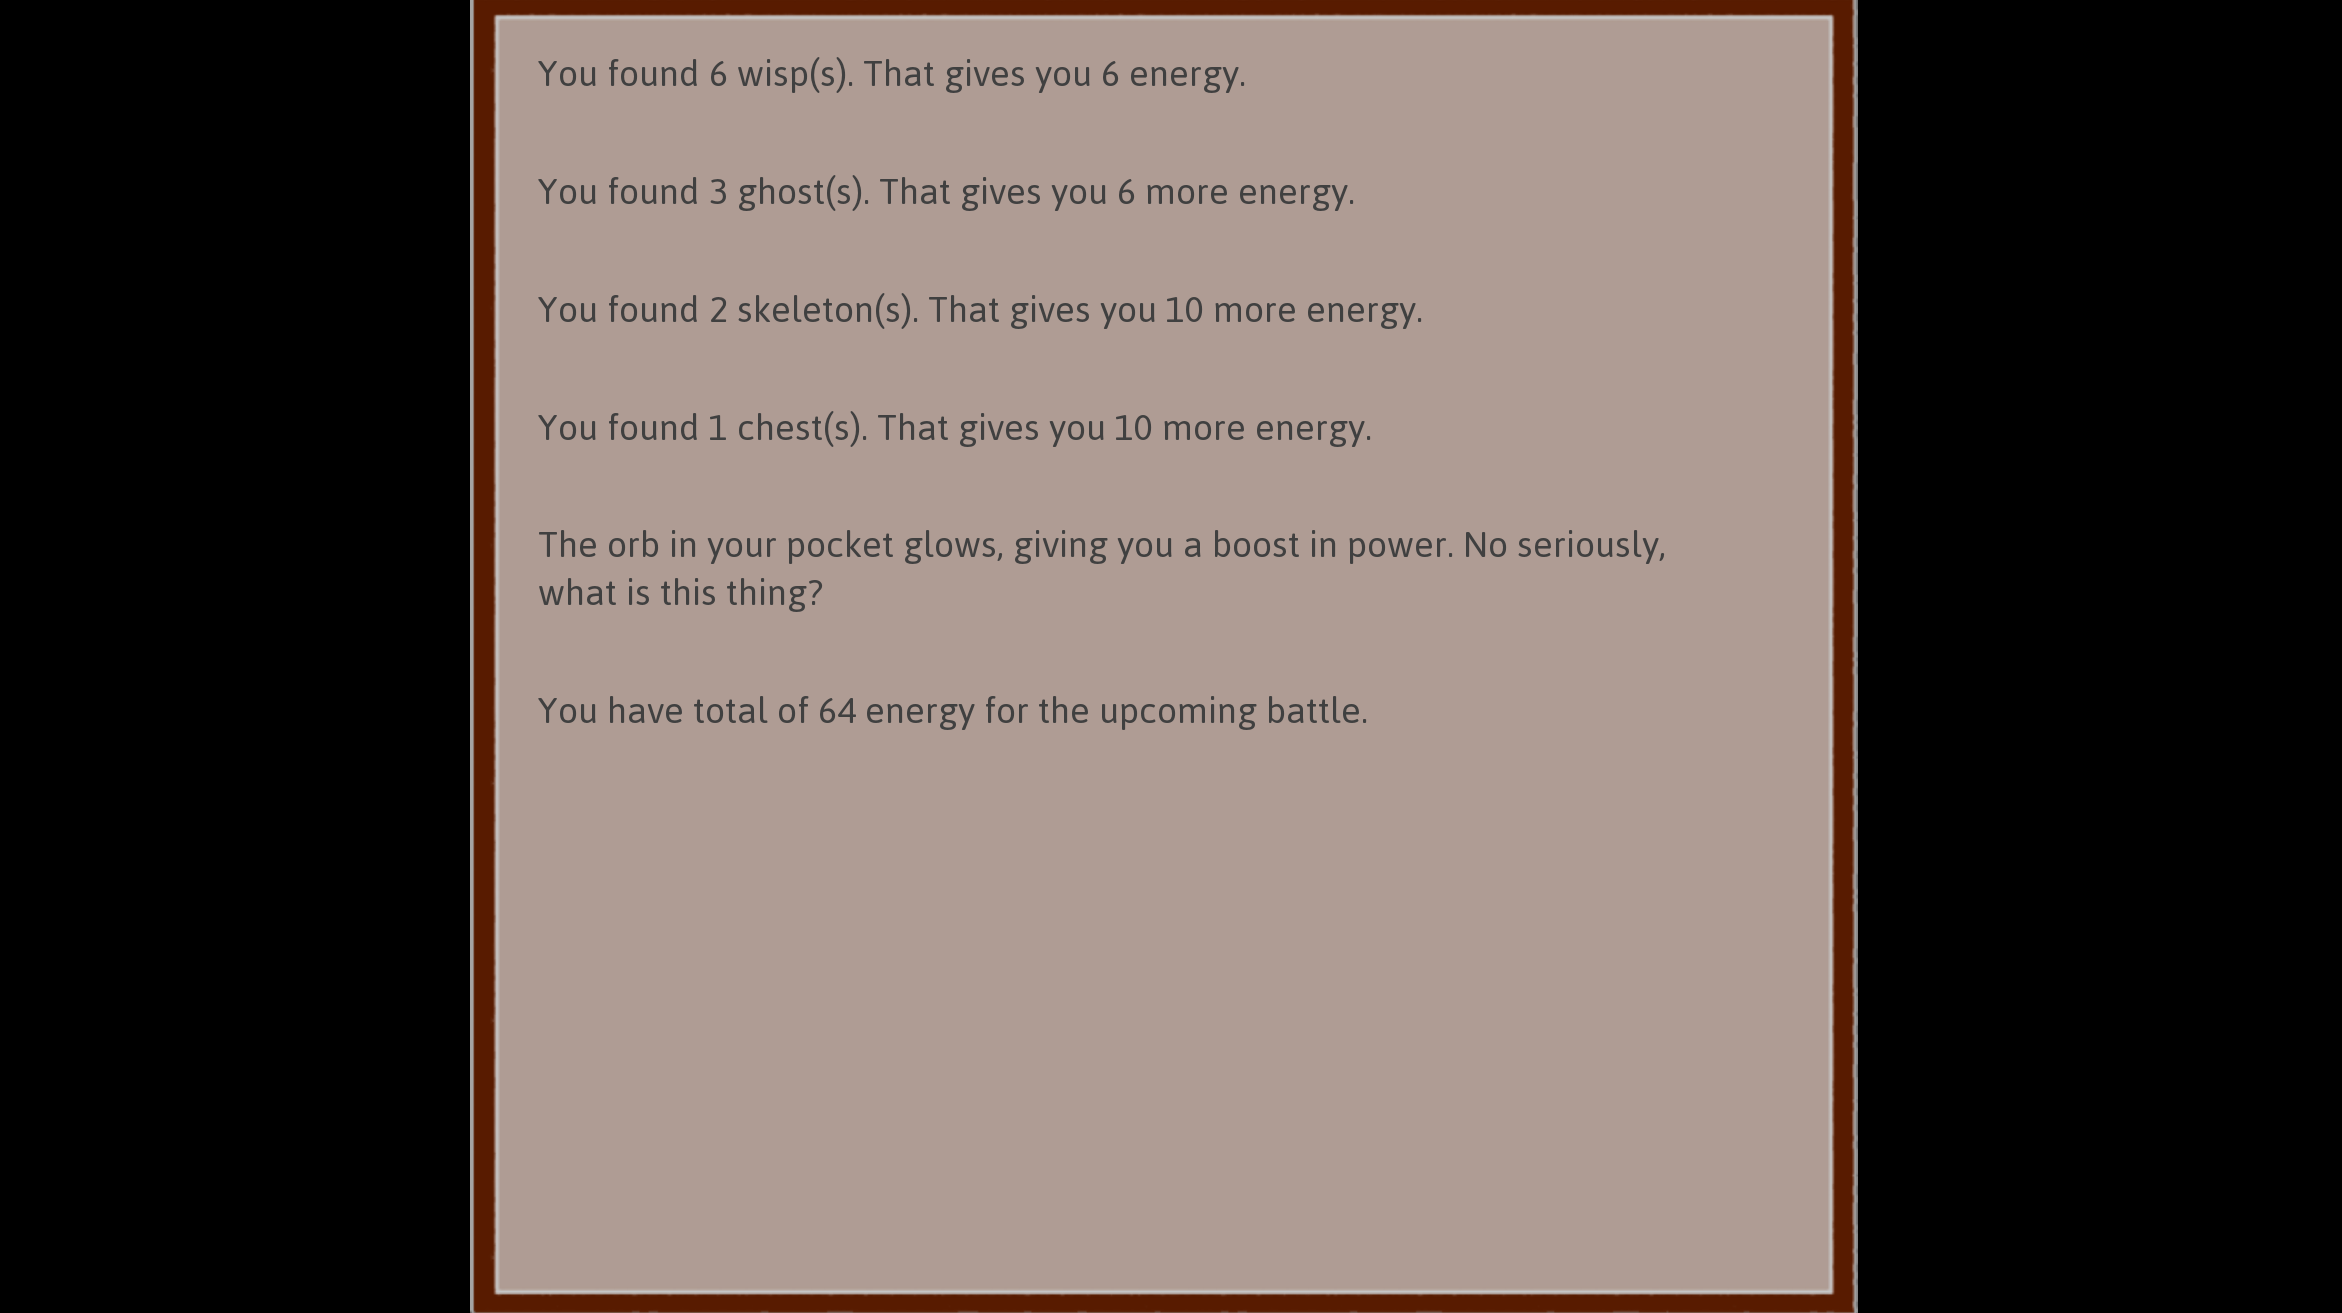 You found 6 wisp(s). That gives you 6 energy.
You found 3 ghost(s). That gives you 6 more energy.
You found 2 skeleton(s). That gives you 10 more energy.
You found 1 chest(s). That gives you 10 more energy.
The orb in your pocket glows, giving you a boost in power. No seriously,
what is this thing?
You have total of 64 energy for the upcoming battle.